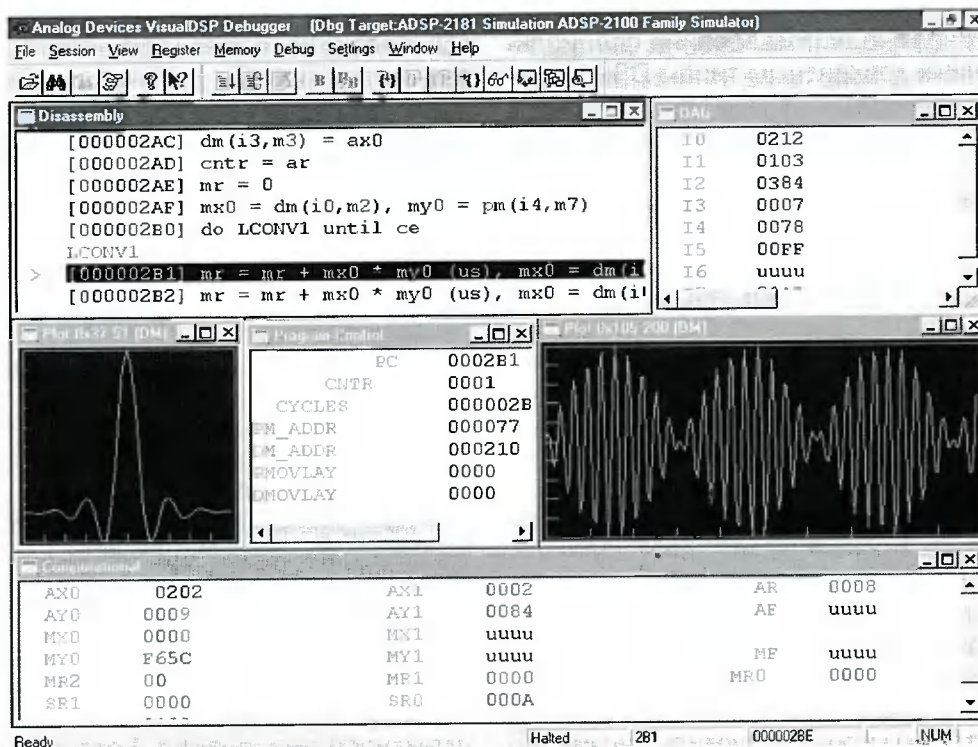 Analog Devices VisualDSP Debugger (Dbg Target:ADSP-2181 Simulation ADSP-2100 Family Simulator)
File Session View Register Memory Debug Settings Window Help
Disassembly
[000002AC] dm(i3,m3) = ax0
[000002AD] cntr = ar
[000002AE] mr = 0
[000002AF] mx0 = dm(i0,m2), my0 = pm(i4,m7)
[000002B0] do LCONV1 until ce
LCONV1
> [000002B1] mr = mr + mx0 * my0 (us), mx0 = dm(i
[000002B2] mr = mr + mx0 * my0 (us), mx0 = dm(i
DAG
I0 0212
I1 0103
I2 0384
I3 0007
I4 0078
I5 00FF
I6 uuuu
Program Control
PC 0002B1
CNTR 0001
CYCLES 000002B
PM_ADDR 000077
DM_ADDR 000210
PMOVLAY 0000
DMOVLAY 0000
Plot 0x105 200 (DM)
Computational
AX0 0202 AX1 0002 AR 0008
AY0 0009 AY1 0084 AF uuuu
MX0 0000 MX1 uuuu
MY0 F65C MY1 uuuu MF uuuu
MR2 00 MR1 0000 MR0 0000
SR1 0000 SR0 000A
Ready Halted 2B1 000002BE NUM